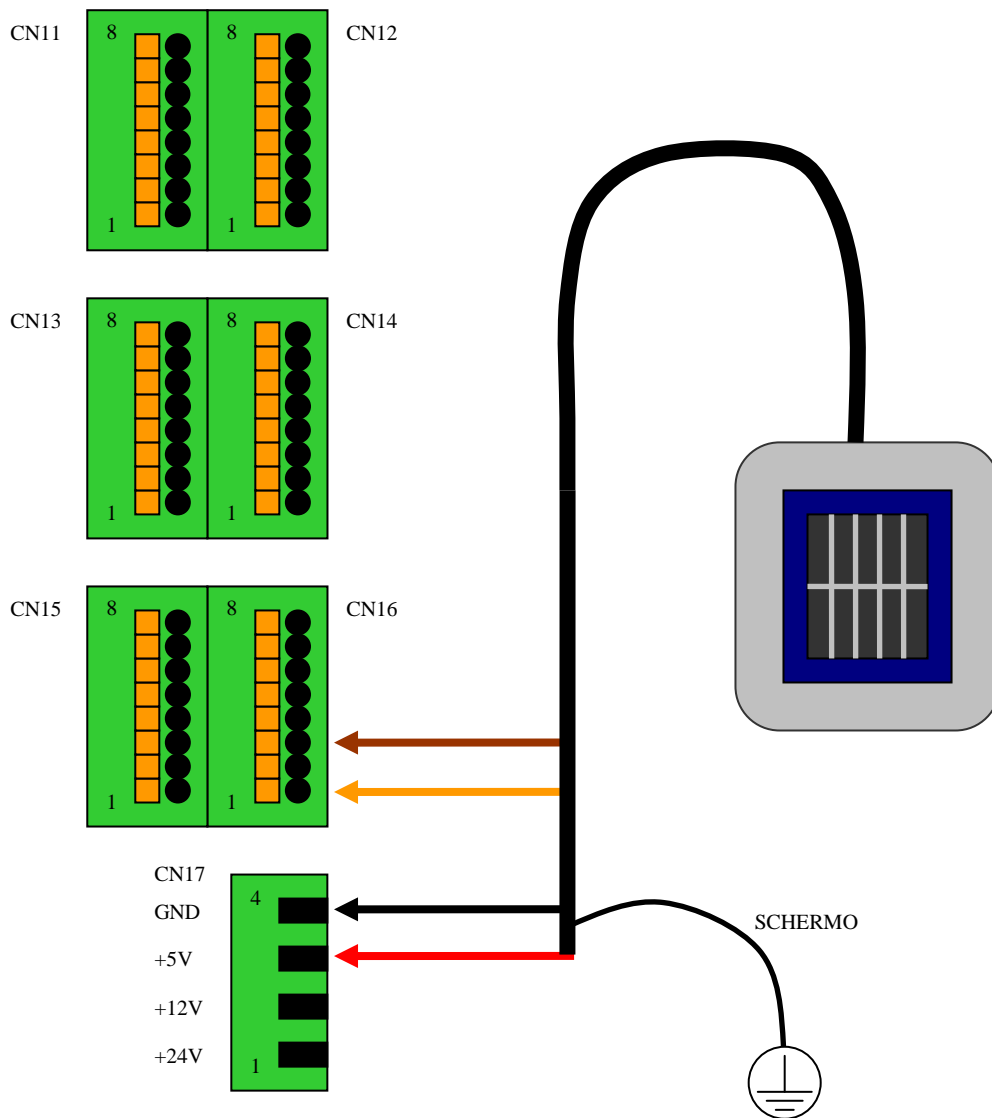 CN11 8 8 CN12
1 1
CN13 8 8 CN14
1 1
CN15 8 8 CN16
1 1
CN17
4
GND
SCHERMO
+5V
+12V
+24V 1